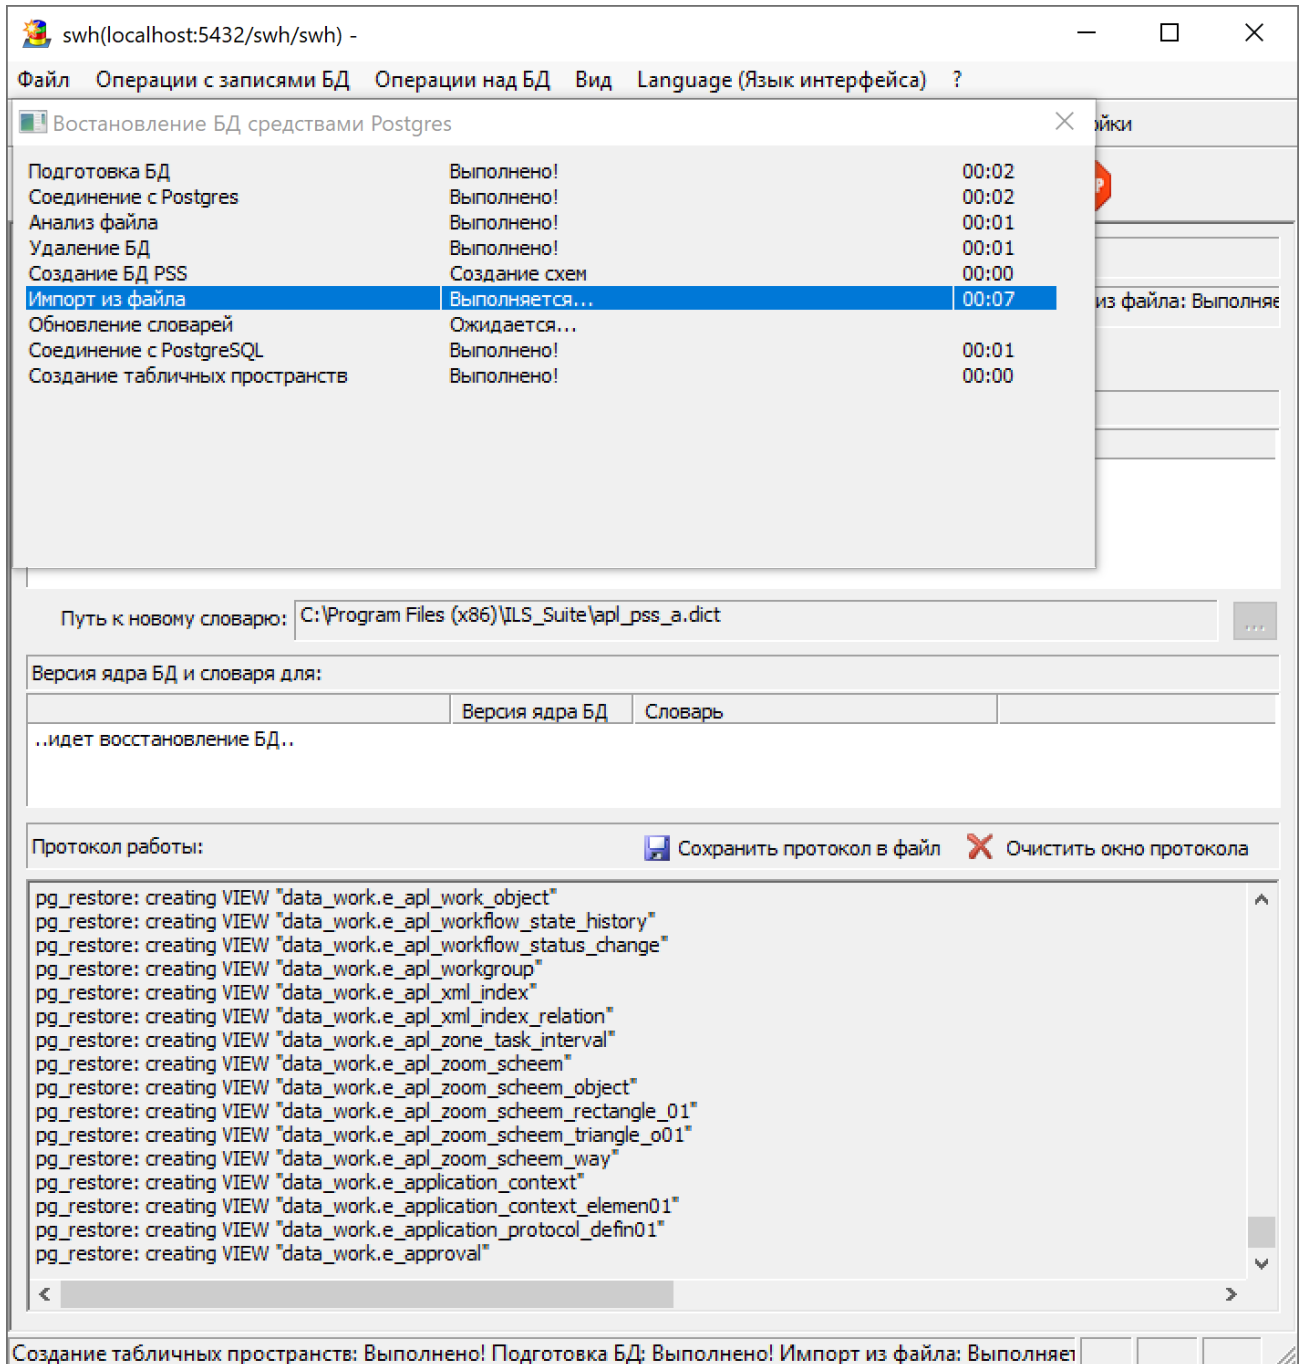 swh(localhost:5432/swh/swh) -
Файл Операции с записями БД Операции над БД Вид Language (Язык интерфейса) ?
Востановление БД средствами Postgres
ойки
Подготовка БД Выполнено! 00:02
Соединение с Postgres Выполнено! 00:02
Анализ файла Выполнено! 00:01
Удаление БД Выполнено! 00:01
Создание БД PSS Создание схем 00:00
Импорт из файла Выполняется... 00:07
из файла: Выполняе
Обновление словарей Ожидается...
Соединение с PostgreSQL Выполнено! 00:01
Создание табличных пространств Выполнено! 00:00
Путь к новому словарю: C:\Program Files (x86)\ILS_Suite\apl_pss_a.dict ...
Версия ядра БД и словаря для:
Версия ядра БД Словарь
..идет восстановление БД..
Протокол работы: Сохранить протокол в файл Очистить окно протокола
pg_restore: creating VIEW "data_work.e_apl_work_object"
pg_restore: creating VIEW "data_work.e_apl_workflow_state_history"
pg_restore: creating VIEW "data_work.e_apl_workflow_status_change"
pg_restore: creating VIEW "data_work.e_apl_workgroup"
pg_restore: creating VIEW "data_work.e_apl_xml_index"
pg_restore: creating VIEW "data_work.e_apl_xml_index_relation"
pg_restore: creating VIEW "data_work.e_apl_zone_task_interval"
pg_restore: creating VIEW "data_work.e_apl_zoom_scheem"
pg_restore: creating VIEW "data_work.e_apl_zoom_scheem_object"
pg_restore: creating VIEW "data_work.e_apl_zoom_scheem_rectangle_01"
pg_restore: creating VIEW "data_work.e_apl_zoom_scheem_triangle_o01"
pg_restore: creating VIEW "data_work.e_apl_zoom_scheem_way"
pg_restore: creating VIEW "data_work.e_application_context"
pg_restore: creating VIEW "data_work.e_application_context_elemen01"
pg_restore: creating VIEW "data_work.e_application_protocol_defin01"
pg_restore: creating VIEW "data_work.e_approval"
Создание табличных пространств: Выполнено! Подготовка БД: Выполнено! Импорт из файла: Выполняет